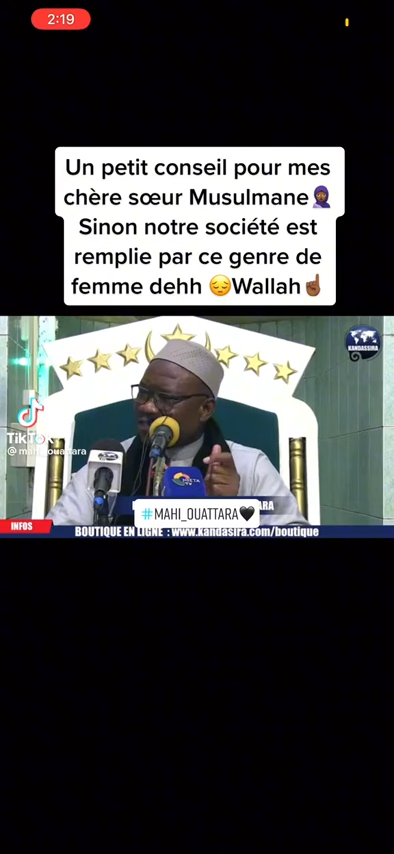 2:19
Un petit conseil pour mes
chère sœur Musulmane🧕🏾
Sinon notre société est
remplie par ce genre de
femme dehh 😔Wallah☝🏾
KANDASSIRA
TikTok
#MAHI_OUATTARA🖤
INFOS
BOUTIQUE EN LIGNE : www.kandasira.com/boutique